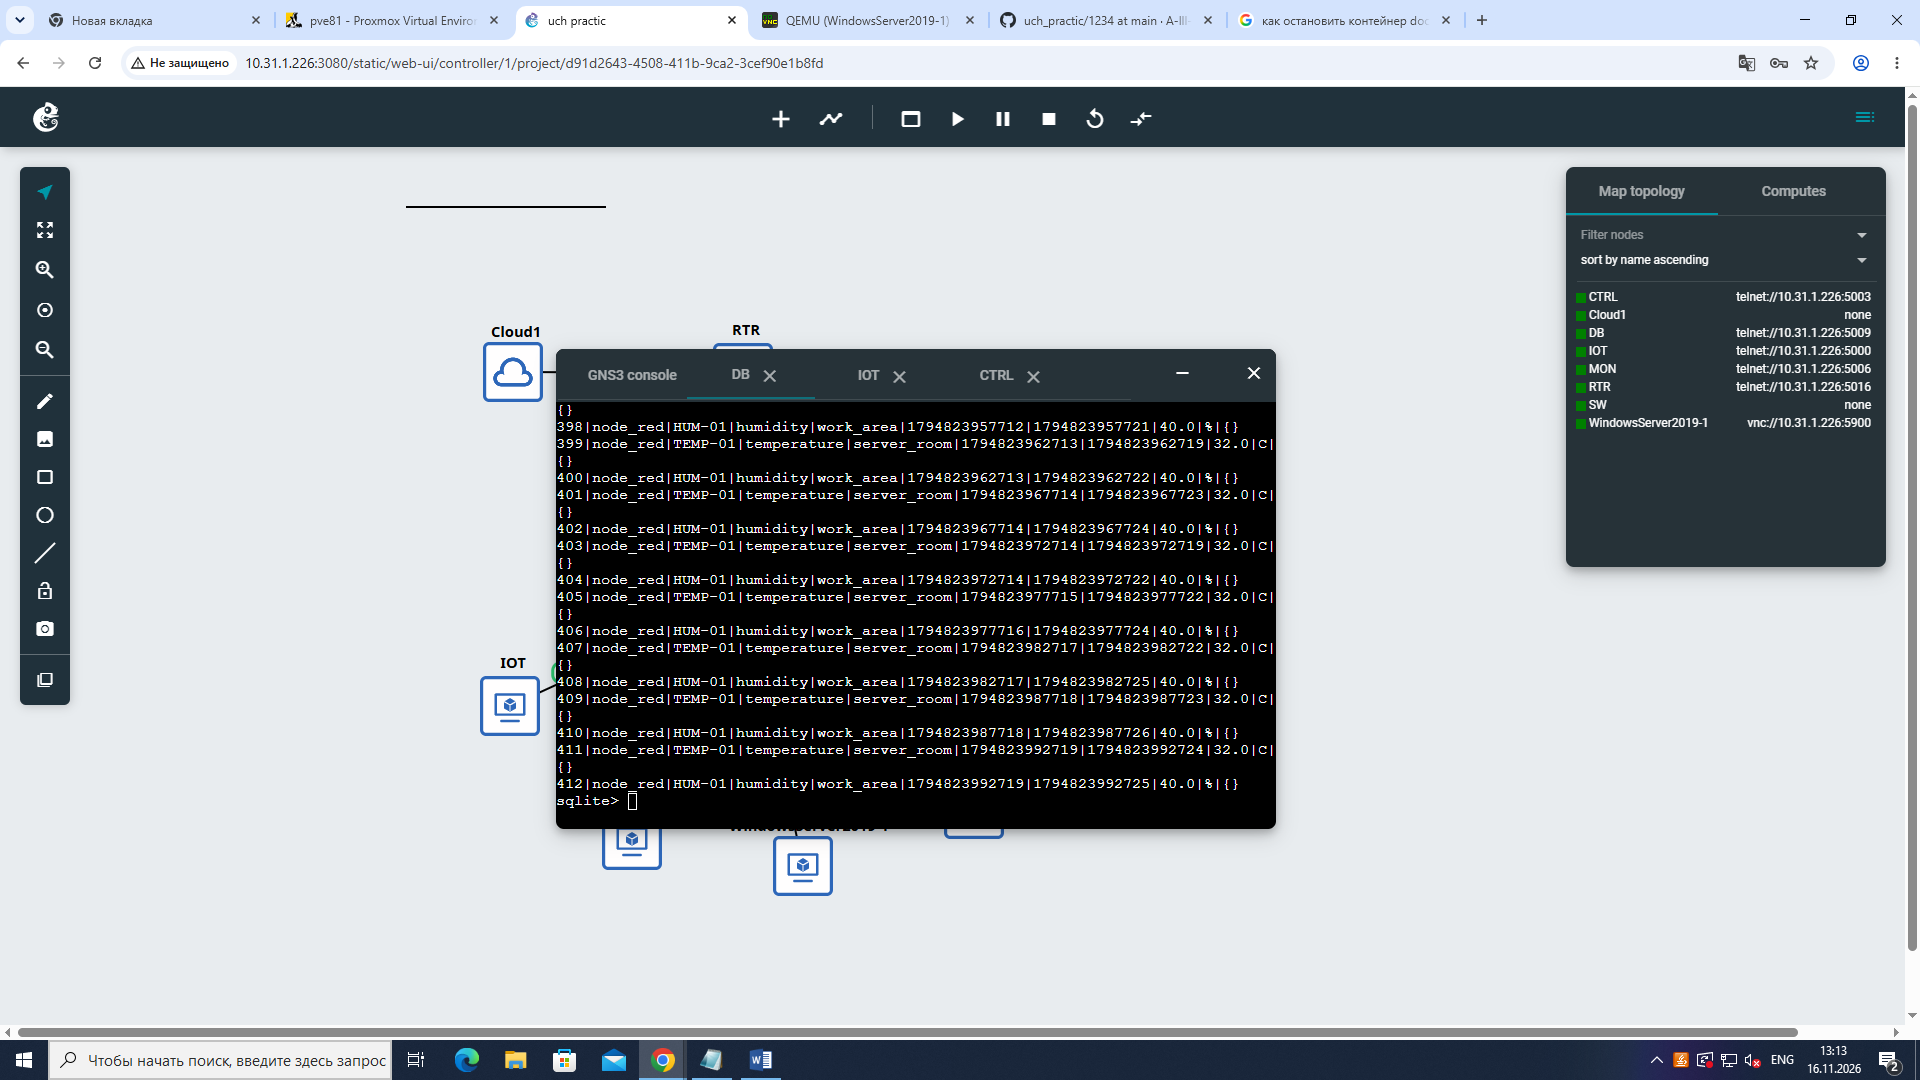 Новая вкладка
pve81 - Proxmox Virtual Enviror
uch practic
QEMU (WindowsServer2019-1)
uch_practic/1234 at main · A-Ill-
как остановить контейнер doc
Не защищено
10.31.1.226:3080/static/web-ui/controller/1/project/d91d2643-4508-411b-9ca2-3cef90e1b8fd
Map topology
Computes
Filter nodes
sort by name ascending
CTRL telnet://10.31.1.226:5003
Cloud1 none
DB telnet://10.31.1.226:5009
IOT telnet://10.31.1.226:5000
MON telnet://10.31.1.226:5006
RTR telnet://10.31.1.226:5016
SW none
WindowsServer2019-1 vnc://10.31.1.226:5900
Cloud1
RTR
IOT
GNS3 console
DB
IOT
CTRL
{}
398|node_red|HUM-01|humidity|work_area|1794823957712|1794823957721|40.0|%|{}
399|node_red|TEMP-01|temperature|server_room|1794823962713|1794823962719|32.0|C|
{}
400|node_red|HUM-01|humidity|work_area|1794823962713|1794823962722|40.0|%|{}
401|node_red|TEMP-01|temperature|server_room|1794823967714|1794823967723|32.0|C|
{}
402|node_red|HUM-01|humidity|work_area|1794823967714|1794823967724|40.0|%|{}
403|node_red|TEMP-01|temperature|server_room|1794823972714|1794823972719|32.0|C|
{}
404|node_red|HUM-01|humidity|work_area|1794823972714|1794823972722|40.0|%|{}
405|node_red|TEMP-01|temperature|server_room|1794823977715|1794823977722|32.0|C|
{}
406|node_red|HUM-01|humidity|work_area|1794823977716|1794823977724|40.0|%|{}
407|node_red|TEMP-01|temperature|server_room|1794823982717|1794823982722|32.0|C|
{}
408|node_red|HUM-01|humidity|work_area|1794823982717|1794823982725|40.0|%|{}
409|node_red|TEMP-01|temperature|server_room|1794823987718|1794823987723|32.0|C|
{}
410|node_red|HUM-01|humidity|work_area|1794823987718|1794823987726|40.0|%|{}
411|node_red|TEMP-01|temperature|server_room|1794823992719|1794823992724|32.0|C|
{}
412|node_red|HUM-01|humidity|work_area|1794823992719|1794823992725|40.0|%|{}
sqlite>
WindowsServer2019-1
Чтобы начать поиск, введите здесь запрос
ENG
13:13
16.11.2026
2